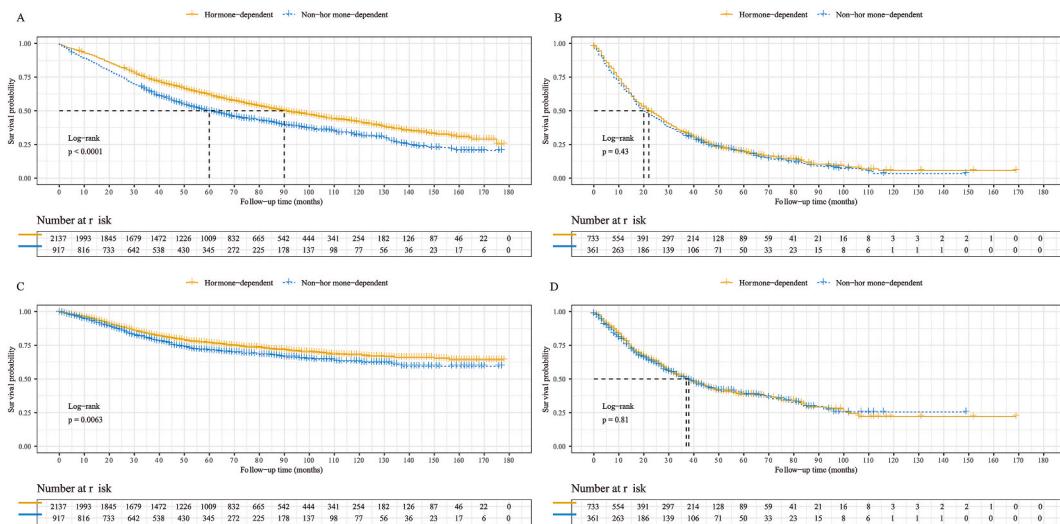 A
Hormone-dependent Non-hor mone-dependent
1.00
0.75
0.50
0.25
0.00
Sur vival probability
Log-rank
p < 0.0001
0 10 20 30 40 50 60 70 80 90 100 110 120 130 140 150 160 170 180
Follow-up time (months)
Number at r isk
2137 1993 1845 1679 1472 1226 1009 832 665 542 444 341 254 182 126 87 46 22 0
917 816 733 642 538 430 345 272 225 178 137 98 77 56 36 23 17 6 0
B
Hormone-dependent Non-hor mone-dependent
1.00
0.75
0.50
0.25
0.00
Sur vival probability
Log-rank
p = 0.43
0 10 20 30 40 50 60 70 80 90 100 110 120 130 140 150 160 170 180
Follow-up time (months)
Number at r isk
733 554 391 297 214 128 89 59 41 21 16 8 3 3 2 2 1 0 0
361 263 186 139 106 71 50 33 23 15 8 6 1 1 1 0 0 0 0
C
Hormone-dependent Non-hor mone-dependent
1.00
0.75
0.50
0.25
0.00
Sur vival probability
Log-rank
p = 0.0063
0 10 20 30 40 50 60 70 80 90 100 110 120 130 140 150 160 170 180
Follow-up time (months)
Number at r isk
2137 1993 1845 1679 1472 1226 1009 832 665 542 444 341 254 182 126 87 46 22 0
917 816 733 642 538 430 345 272 225 178 137 98 77 56 36 23 17 6 0
D
Hormone-dependent Non-hor mone-dependent
1.00
0.75
0.50
0.25
0.00
Sur vival probability
Log-rank
p = 0.81
0 10 20 30 40 50 60 70 80 90 100 110 120 130 140 150 160 170 180
Follow-up time (months)
Number at r isk
733 554 391 297 214 128 89 59 41 21 16 8 3 3 2 2 1 0 0
361 263 186 139 106 71 50 33 23 15 8 6 1 1 1 0 0 0 0